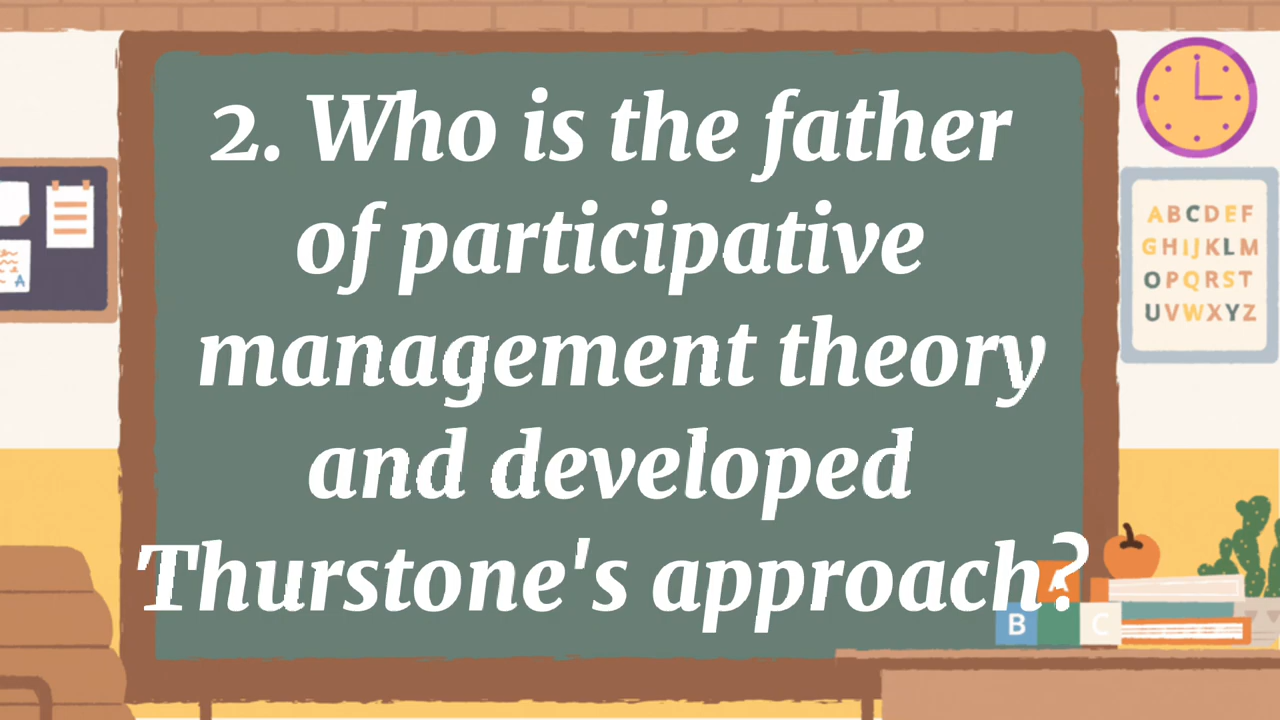 2. Who is the father
of participative
management theory
and developed
Thurstone's approach?
ABCDEF
GHIJKLM
OPQRST
UVWXYZ
A
A
B
C